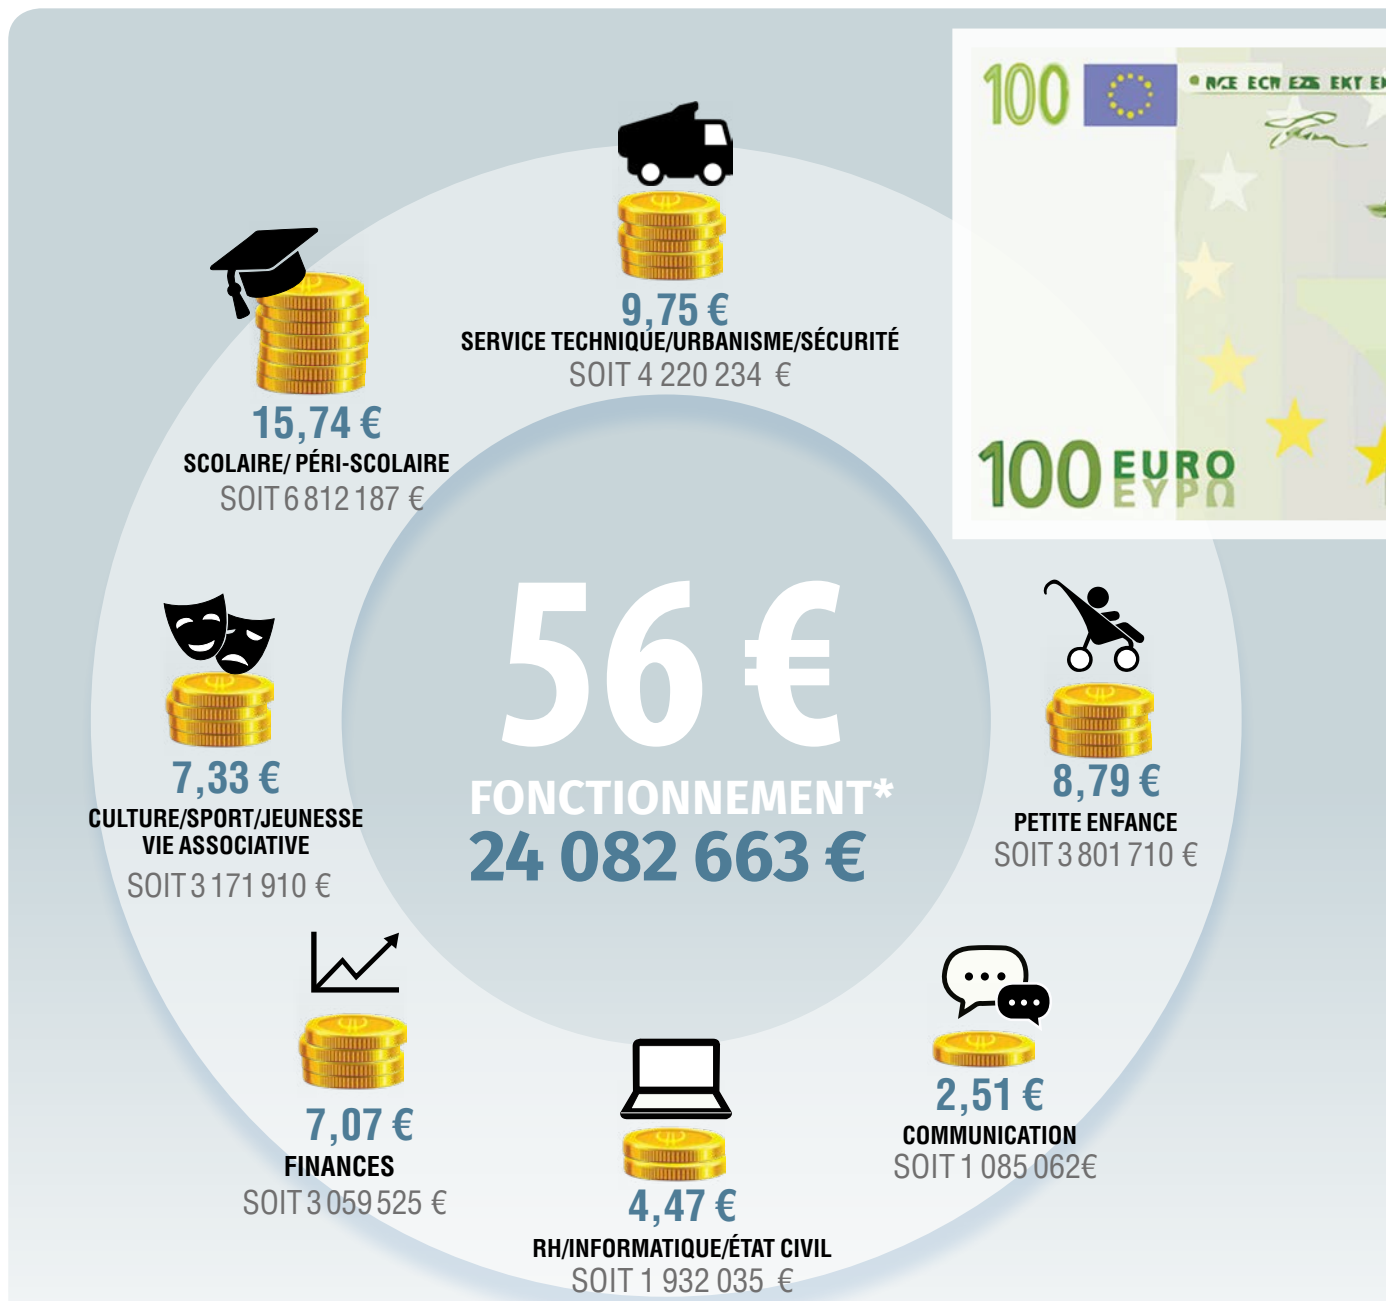 100
9,75 €
SERVICE TECHNIQUE/URBANISME/SÉCURITÉ
SOIT 4 220 234 €
15,74 €
SCOLAIRE/ PÉRI-SCOLAIRE
SOIT 6 812 187 €
100 EURO
ΕΥΡΩ
56 €
FONCTIONNEMENT*
24 082 663 €
7,33 €
CULTURE/SPORT/JEUNESSE
VIE ASSOCIATIVE
SOIT 3 171 910 €
8,79 €
PETITE ENFANCE
SOIT 3 801 710 €
7,07 €
FINANCES
SOIT 3 059 525 €
4,47 €
RH/INFORMATIQUE/ÉTAT CIVIL
SOIT 1 932 035 €
2,51 €
COMMUNICATION
SOIT 1 085 062€